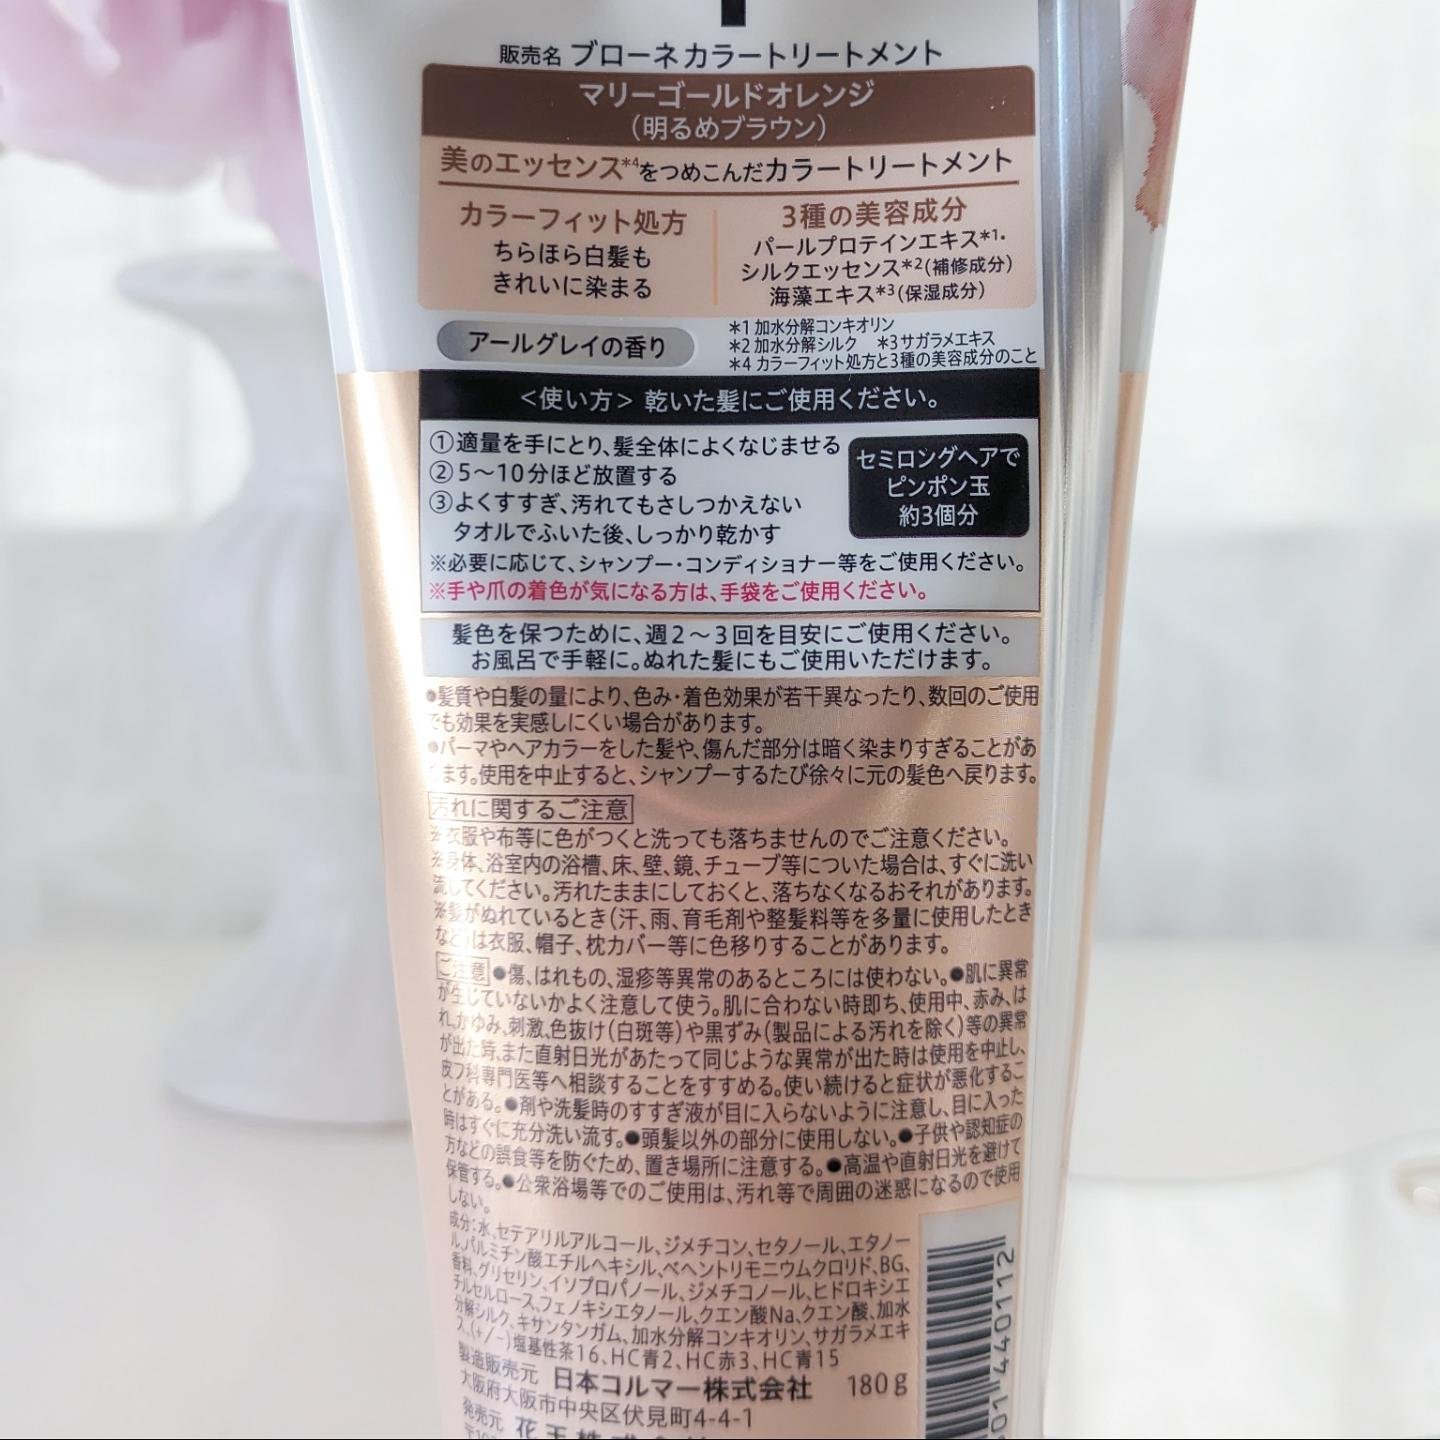 販売名 ブローネ カラートリートメント
マリーゴールドオレンジ
(明るめブラウン)
美のエッセンス*4をつめこんだカラートリートメント
カラーフィット処方
ちらほら白髪も
きれいに染まる
3種の美容成分
パールプロテインエキス*1・
シルクエッセンス*2(補修成分)
海藻エキス*3(保湿成分)
アールグレイの香り
*1 加水分解コンキオリン
*2 加水分解シルク *3 サガラメエキス
*4 カラーフィット処方と3種の美容成分のこと
<使い方> 乾いた髪にご使用ください。
①適量を手にとり、髪全体によくなじませる
②5〜10分ほど放置する
③よくすすぎ、汚れてもさしつかえない
タオルでふいた後、しっかり乾かす
セミロングヘアで
ピンポン玉
約3個分
※必要に応じて、シャンプー・コンディショナー等をご使用ください。
※手や爪の着色が気になる方は、手袋をご使用ください。
髪色を保つために、週2〜3回を目安にご使用ください。
お風呂で手軽に。ぬれた髪にもご使用いただけます。
●髪質や白髪の量により、色み・着色効果が若干異なったり、数回のご使用
でも効果を実感しにくい場合があります。
●パーマやヘアカラーをした髪や、傷んだ部分は暗く染まりすぎることがあ
ります。使用を中止すると、シャンプーするたび徐々に元の髪色へ戻ります。
汚れに関するご注意
※衣服や布等に色がつくと洗っても落ちませんのでご注意ください。
※身体、浴室内の浴槽、床、壁、鏡、チューブ等についた場合は、すぐに洗い
流してください。汚れたままにしておくと、落ちなくなるおそれがあります。
※髪がぬれているとき(汗、雨、育毛剤や整髪料等を多量に使用したとき
など)は衣服、帽子、枕カバー等に色移りすることがあります。
ご注意 ●傷、はれもの、湿疹等異常のあるところには使わない。●肌に異常
が生じていないかよく注意して使う。肌に合わない時即ち、使用中、赤み、は
れ、かゆみ、刺激、色抜け(白斑等)や黒ずみ(製品による汚れを除く)等の異常
が出た時、また直射日光があたって同じような異常が出た時は使用を中止し、
皮フ科専門医等へ相談することをすすめる。使い続けると症状が悪化するこ
とがある。●剤や洗髪時のすすぎ液が目に入らないように注意し、目に入った
時はすぐに充分洗い流す。●頭髪以外の部分に使用しない。●子供や認知症の
方などの誤食等を防ぐため、置き場所に注意する。●高温や直射日光を避けて
保管する。●公衆浴場等でのご使用は、汚れ等で周囲の迷惑になるので使用
しない。
成分:水、セテアリルアルコール、ジメチコン、セタノール、エタノー
ル、パルミチン酸エチルヘキシル、ベヘントリモニウムクロリド、BG、
香料、グリセリン、イソプロパノール、ジメチコノール、ヒドロキシエ
チルセルロース、フェノキシエタノール、クエン酸Na、クエン酸、加水
分解シルク、キサンタンガム、加水分解コンキオリン、サガラメエキ
ス、(+/−)塩基性茶16、HC青2、HC赤3、HC青15
製造販売元 日本コルマー株式会社 180g
大阪府大阪市中央区伏見町4-4-1
発売元 花王株式会社
440112